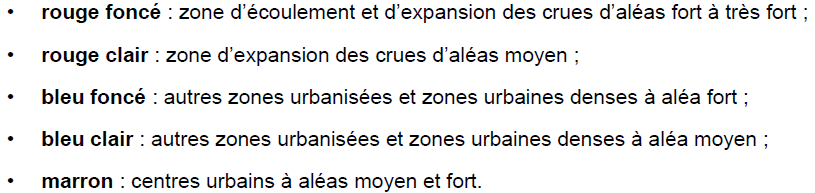 • rouge foncé : zone d’écoulement et d’expansion des crues d’aléas fort à très fort ;
• rouge clair : zone d’expansion des crues d’aléas moyen ;
• bleu foncé : autres zones urbanisées et zones urbaines denses à aléa fort ;
• bleu clair : autres zones urbanisées et zones urbaines denses à aléa moyen ;
• marron : centres urbains à aléas moyen et fort.